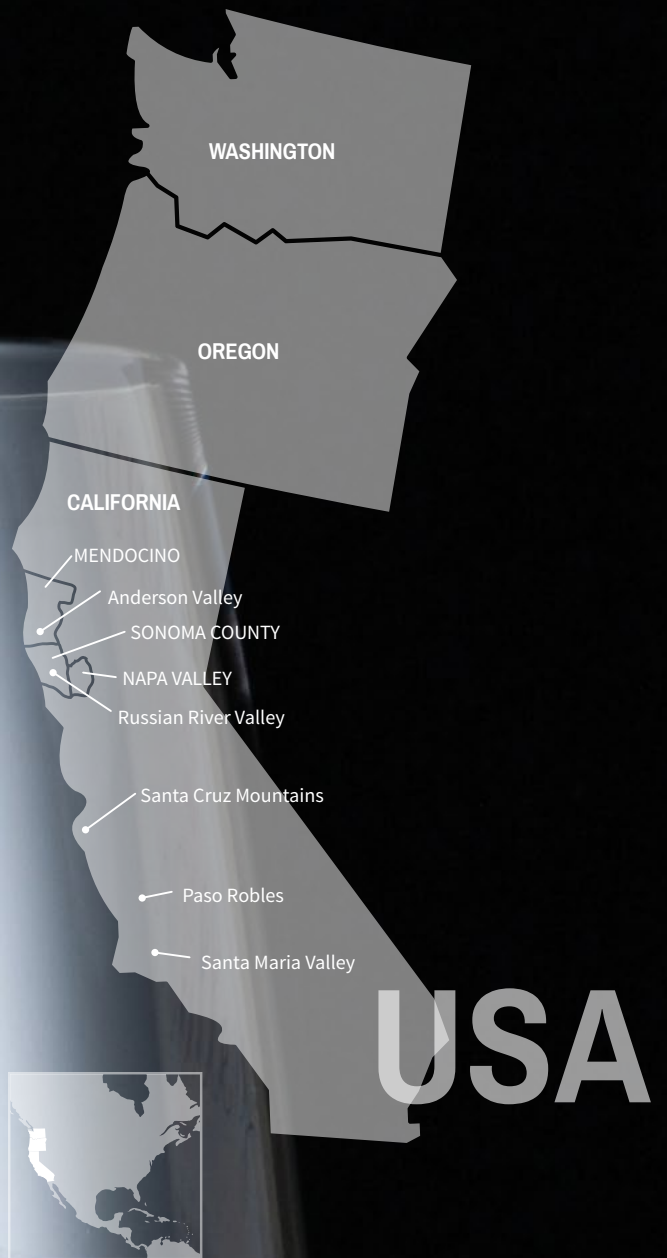 WASHINGTON
OREGON
CALIFORNIA
MENDOCINO
Anderson Valley
SONOMA COUNTY
NAPA VALLEY
Russian River Valley
Santa Cruz Mountains
Paso Robles
Santa Maria Valley
USA